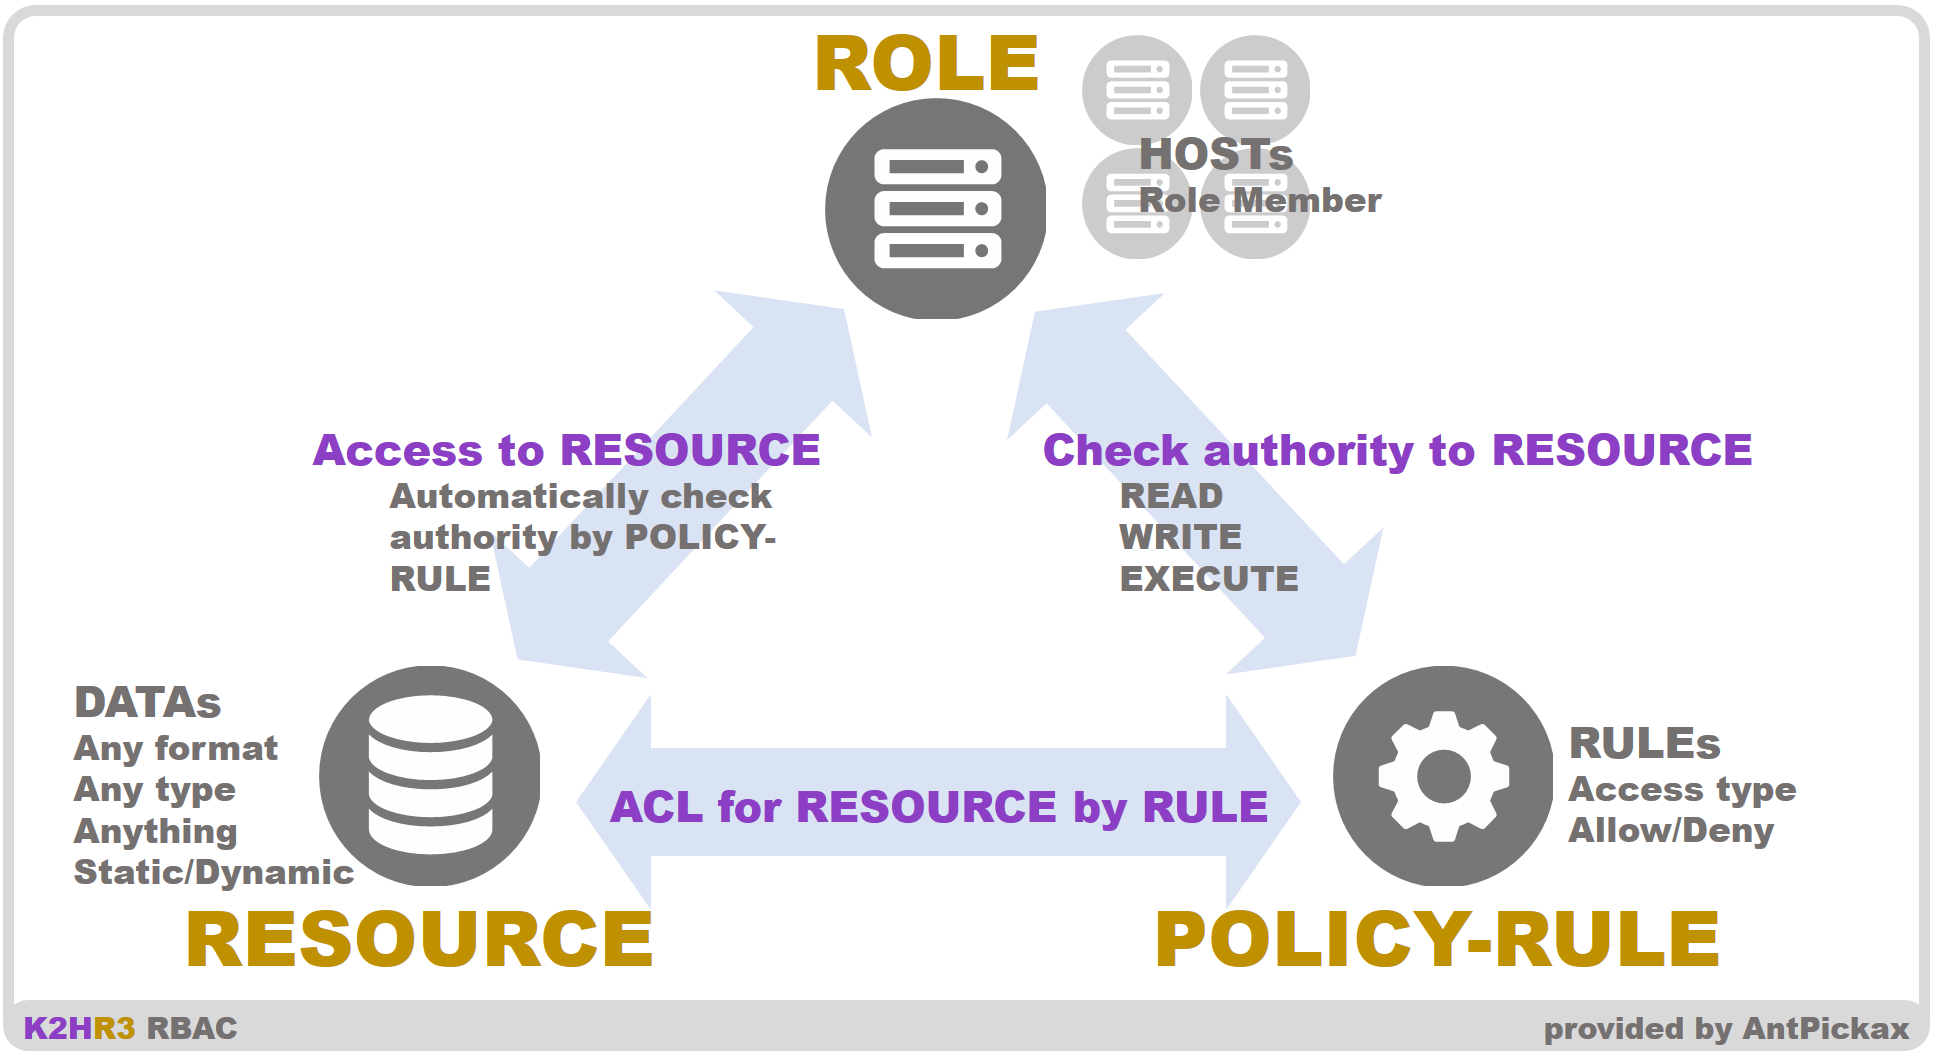 ROLE
HOSTs
Role Member
Access to RESOURCE
Automatically check
authority by POLICY-
RULE
Check authority to RESOURCE
READ
WRITE
EXECUTE
DATAs
Any format
Any type
Anything
Static/Dynamic
RESOURCE
ACL for RESOURCE by RULE
RULEs
Access type
Allow/Deny
POLICY-RULE
K2HR3 RBAC
provided by AntPickax